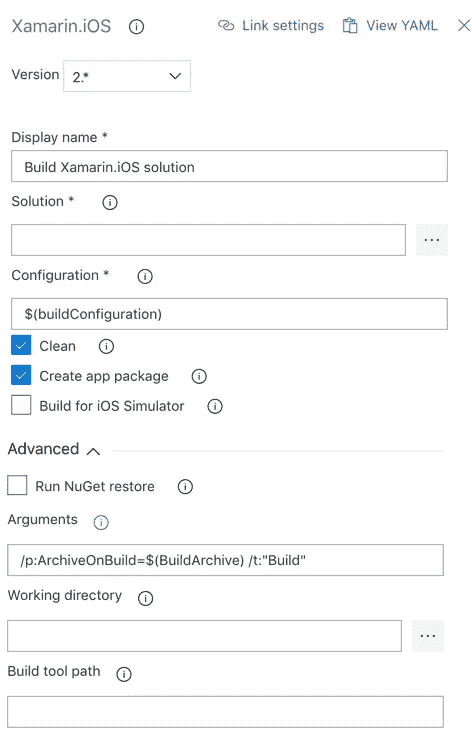 Xamarin.iOS Link settings View YAML
Version 2.*
Display name *
Build Xamarin.iOS solution
Solution *
...
Configuration *
$(buildConfiguration)
Clean
Create app package
Build for iOS Simulator
Advanced
Run NuGet restore
Arguments
/p:ArchiveOnBuild=$(BuildArchive) /t:"Build"
Working directory
...
Build tool path